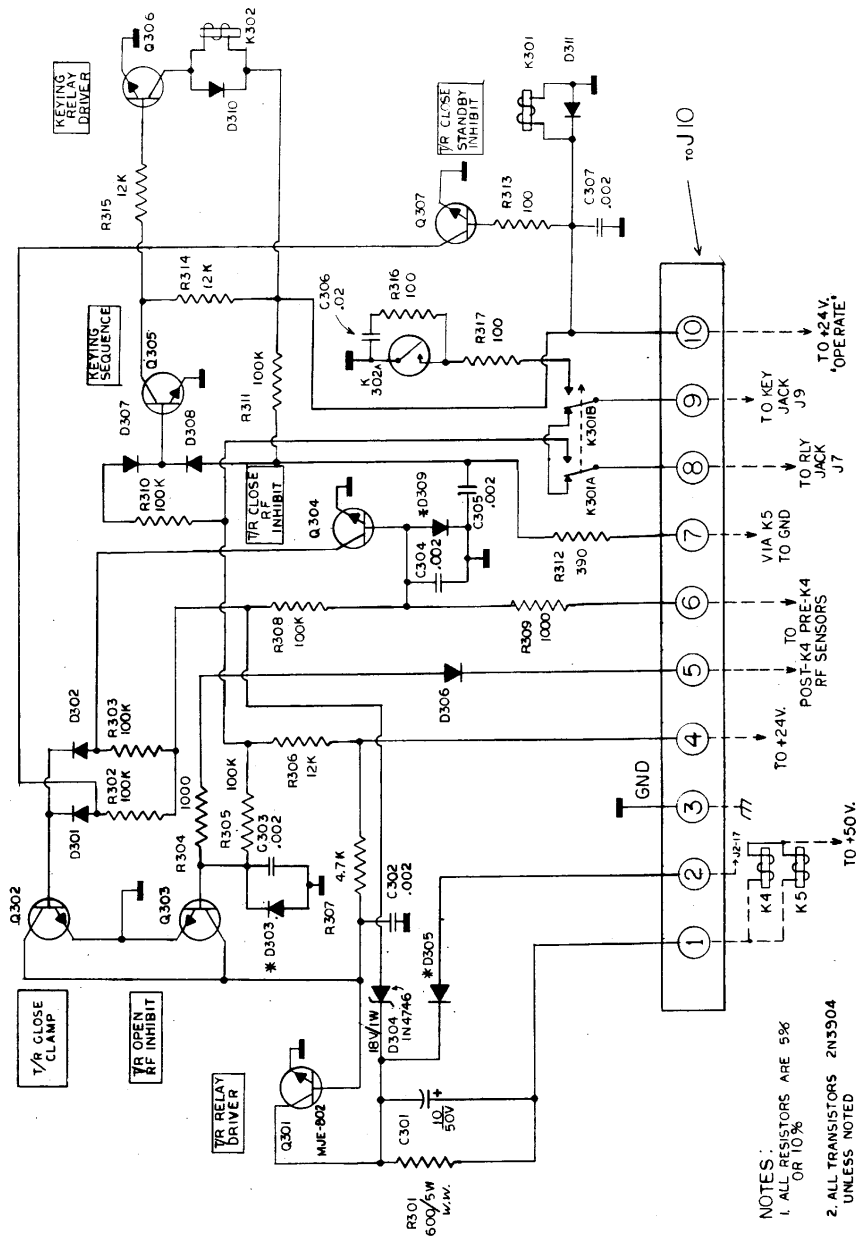 Q306
K302
KEYING
RELAY
DRIVER
D310
R315
12K
R314
12K
KEYING
SEQUENCE
Q305
D307
D308
R310
100K
R311
100K
T/R CLOSE
RF
INHIBIT
Q304
*D309
C304
.002
C305
.002
R308
100K
R309
1000
R312
390
D306
C306
.02
R316
100
K
302A
R317
100
K301B
K301A
Q307
T/R CLOSE
STANDBY
INHIBIT
R313
100
C307
.002
K301
D311
D302
R303
100K
R302
100K
D301
Q302
Q303
R304
1000
R305
100K
C303
.002
R306
12K
*D303
R307
4.7K
C302
.002
T/R CLOSE
CLAMP
T/R OPEN
RF INHIBIT
T/R RELAY
DRIVER
Q301
MJE-802
18V/1W
D304
1N4746
*D305
C301
10
50V
+
R301
600/5W
W.W.
TO J10
GND
1
2
3
4
5
6
7
8
9
10
+J2-17
K4
K5
TO +50V.
TO +24V.
POST-K4 PRE-K4
TO
RF SENSORS
VIA K5
TO GND
TO RLY
JACK
J7
TO KEY
JACK
J9
TO +24V.
"OPERATE"
NOTES:
1. ALL RESISTORS ARE 5%
OR 10%
2. ALL TRANSISTORS 2N3904
UNLESS NOTED